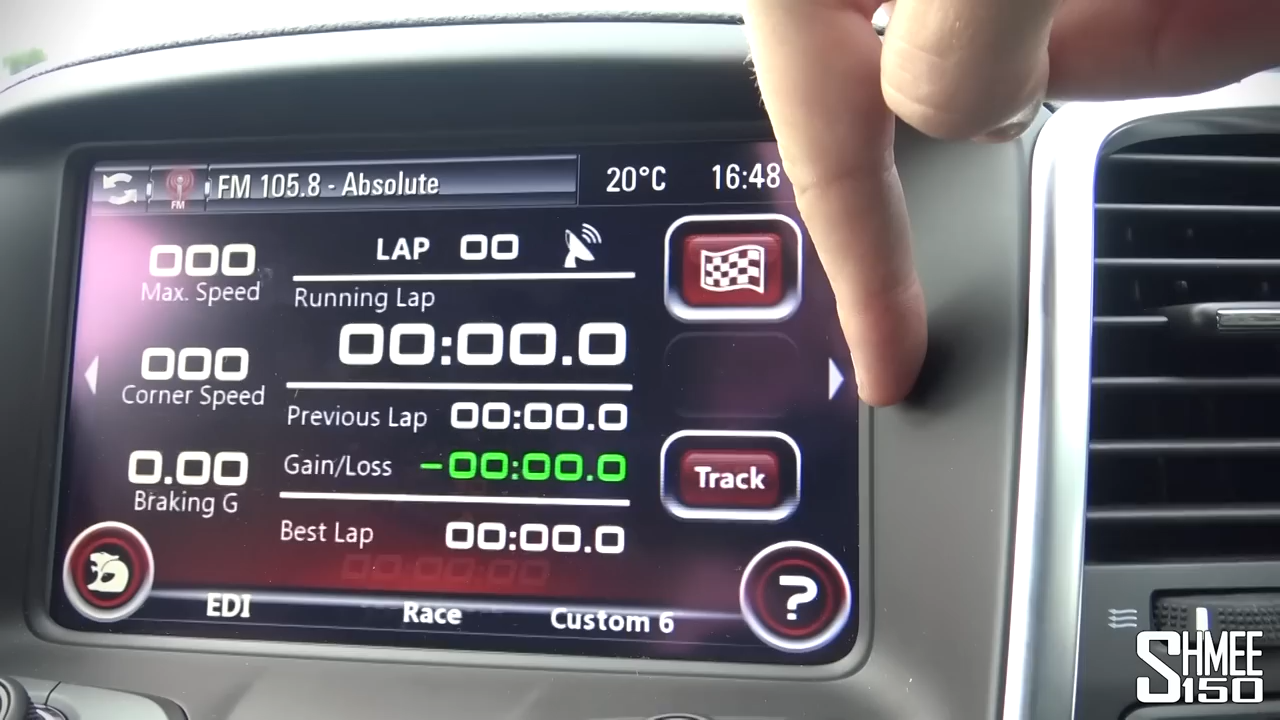 FM 105.8 - Absolute 20°C 16:48
FM
LAP 00
000
Max. Speed
Running Lap
00:00.0
000
Corner Speed
Previous Lap 00:00.0
Gain/Loss -00:00.0
0.00
Braking G
Track
Best Lap 00:00.0
?
EDI Race Custom 6
SHMEE
150